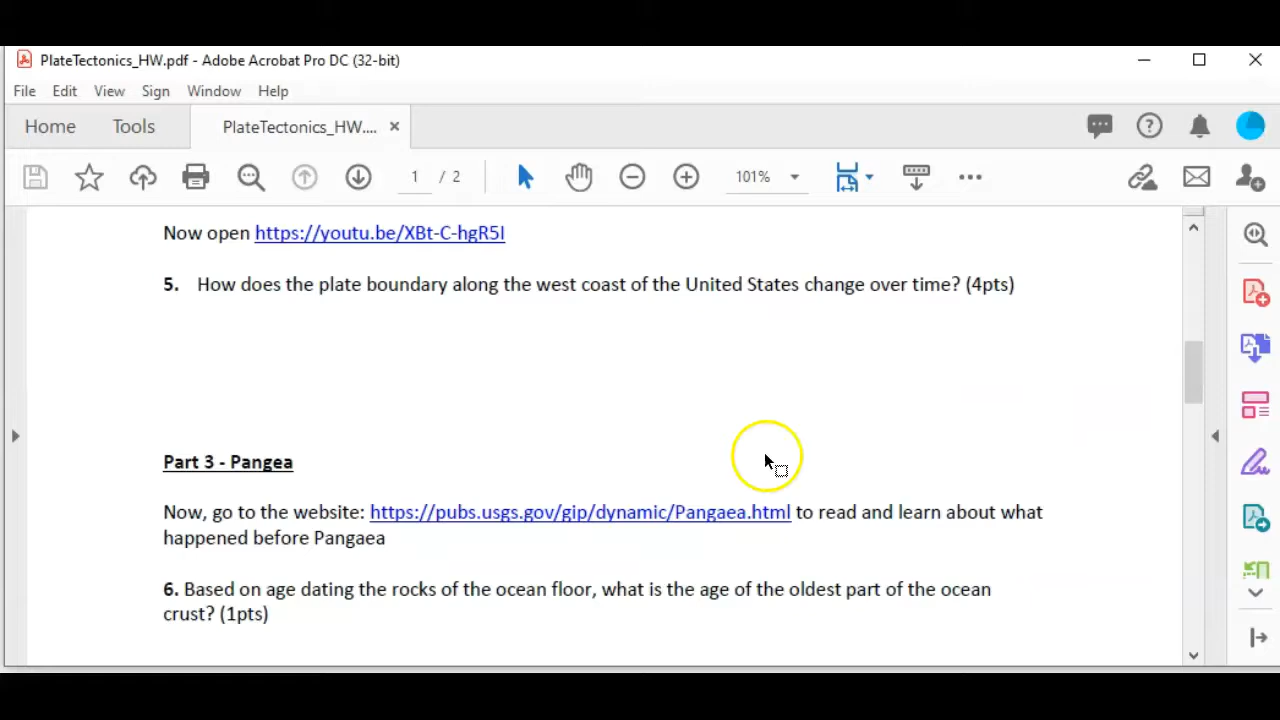 PlateTectonics_HW.pdf - Adobe Acrobat Pro DC (32-bit)
File Edit View Sign Window Help
Home Tools PlateTectonics_HW.... ×
1 / 2 101%
Now open https://youtu.be/XBt-C-hgR5I
5. How does the plate boundary along the west coast of the United States change over time? (4pts)
Part 3 - Pangea
Now, go to the website: https://pubs.usgs.gov/gip/dynamic/Pangaea.html to read and learn about what
happened before Pangaea
6. Based on age dating the rocks of the ocean floor, what is the age of the oldest part of the ocean
crust? (1pts)